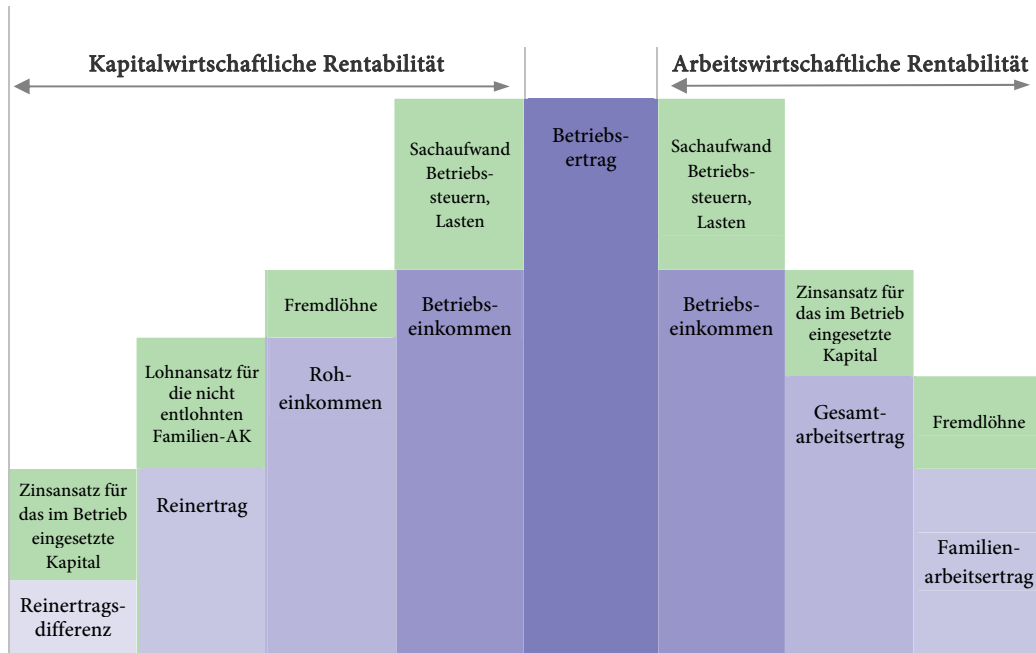 Kapitalwirtschaftliche Rentabilität
Arbeitswirtschaftliche Rentabilität
Zinsansatz für
das im Betrieb
eingesetzte
Kapital
Reinertrags-
differenz
Lohnansatz für
die nicht
entlohnten
Familien-AK
Reinertrag
Fremdlöhne
Roh-
einkommen
Sachaufwand
Betriebs-
steuern,
Lasten
Betriebs-
einkommen
Betriebs-
ertrag
Sachaufwand
Betriebs-
steuern,
Lasten
Betriebs-
einkommen
Zinsansatz für
das im Betrieb
eingesetzte
Kapital
Gesamt-
arbeitsertrag
Fremdlöhne
Familien-
arbeitsertrag